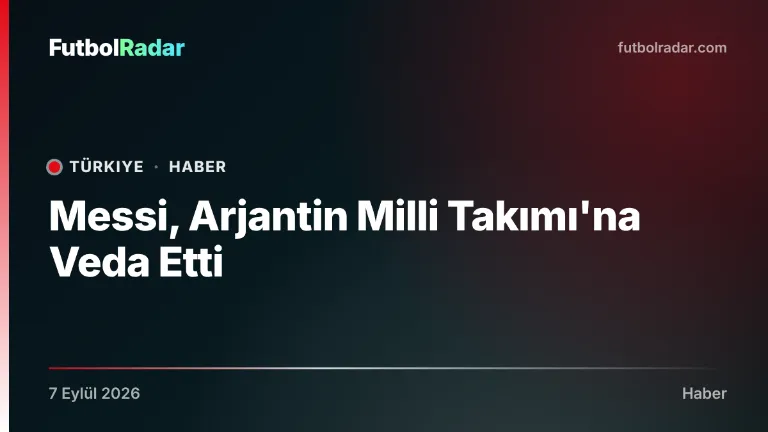 FutbolRadar
futbolradar.com
TÜRKIYE · HABER
Messi, Arjantin Milli Takımı'na
Veda Etti
7 Eylül 2026
Haber